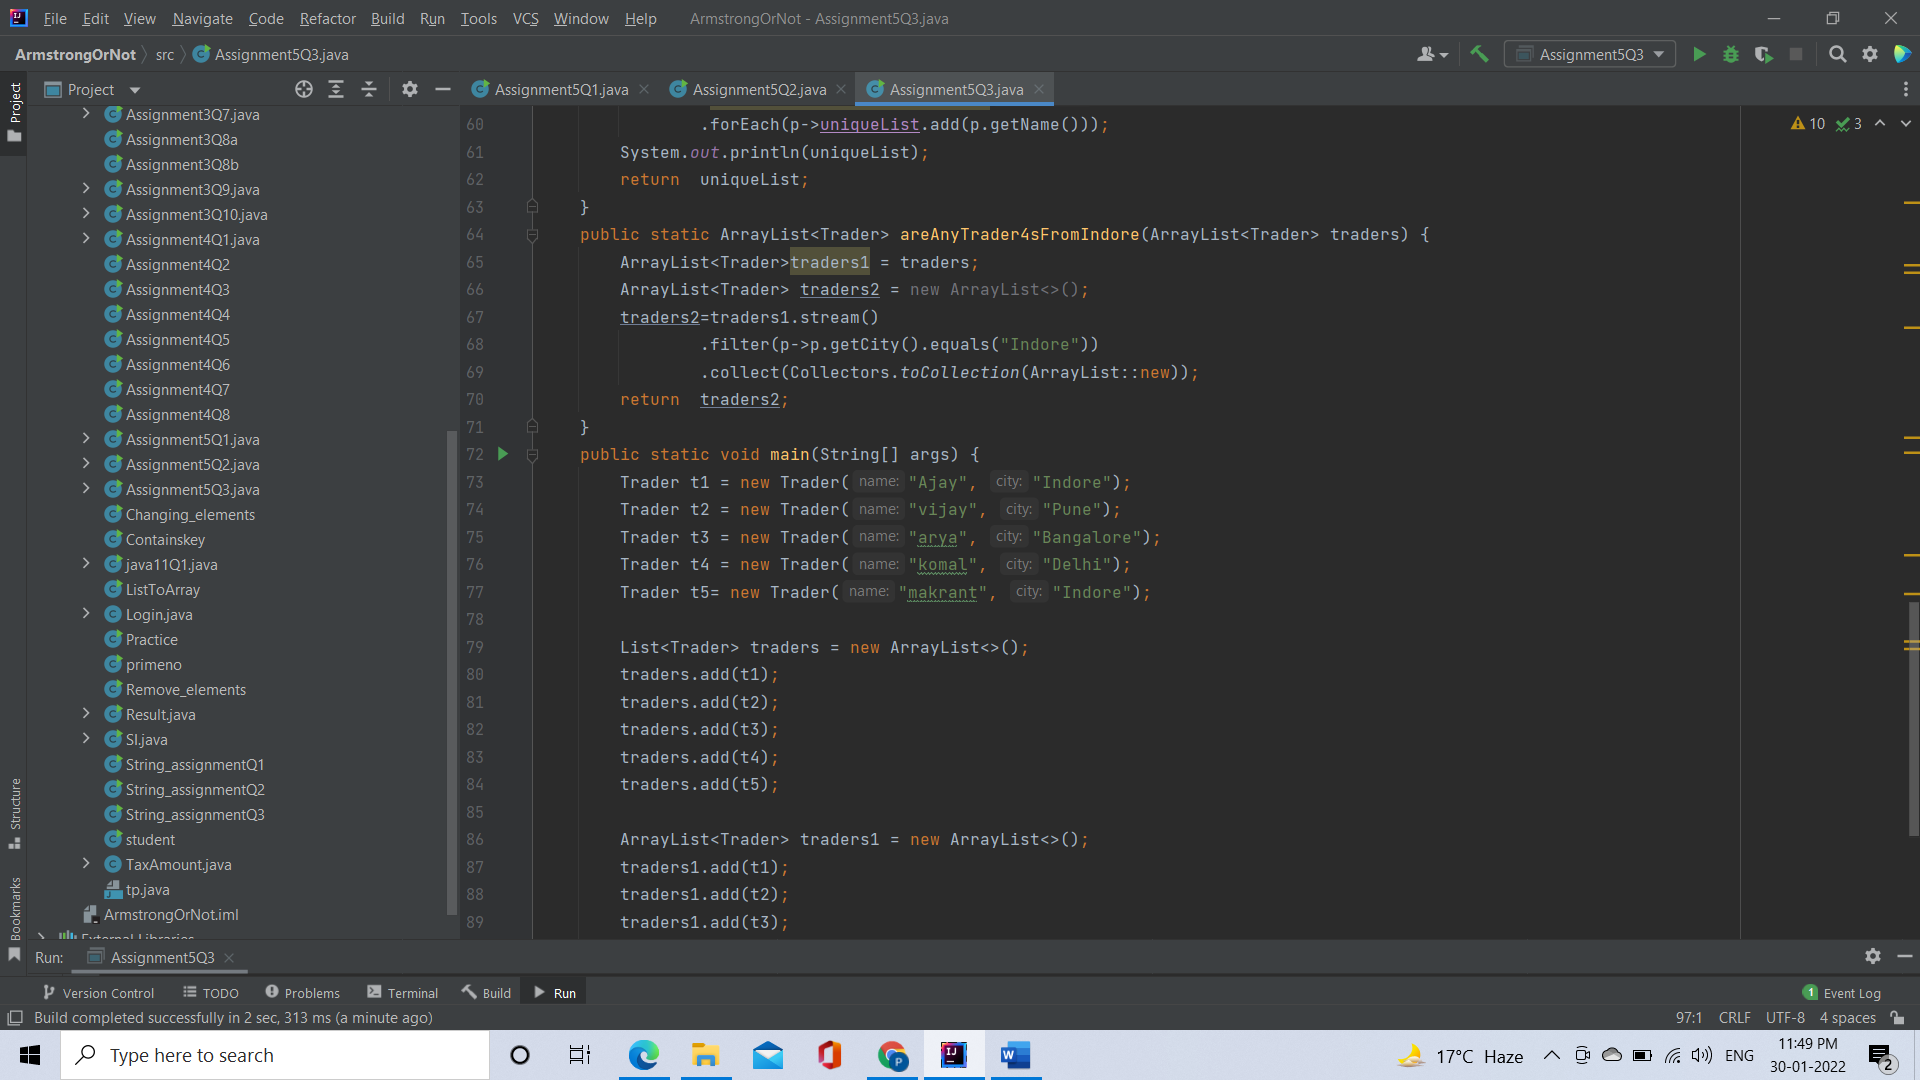 File Edit View Navigate Code Refactor Build Run Tools VCS Window Help ArmstrongOrNot - Assignment5Q3.java
ArmstrongOrNot src Assignment5Q3.java Assignment5Q3
Project Project Assignment5Q1.java Assignment5Q2.java Assignment5Q3.java
Assignment3Q7.java
Assignment3Q8a
Assignment3Q8b
Assignment3Q9.java
Assignment3Q10.java
Assignment4Q1.java
Assignment4Q2
Assignment4Q3
Assignment4Q4
Assignment4Q5
Assignment4Q6
Assignment4Q7
Assignment4Q8
Assignment5Q1.java
Assignment5Q2.java
Assignment5Q3.java
Changing_elements
Containskey
java11Q1.java
ListToArray
Login.java
Practice
primeno
Remove_elements
Result.java
SI.java
String_assignmentQ1
String_assignmentQ2
String_assignmentQ3
student
TaxAmount.java
tp.java
ArmstrongOrNot.iml
External Libraries
Structure
Bookmarks
10 3
60 .forEach(p->uniqueList.add(p.getName()));
61 System.out.println(uniqueList);
62 return uniqueList;
63 }
64 public static ArrayList<Trader> areAnyTrader4sFromIndore(ArrayList<Trader> traders) {
65 ArrayList<Trader>traders1 = traders;
66 ArrayList<Trader> traders2 = new ArrayList<>();
67 traders2=traders1.stream()
68 .filter(p->p.getCity().equals("Indore"))
69 .collect(Collectors.toCollection(ArrayList::new));
70 return traders2;
71 }
72 public static void main(String[] args) {
73 Trader t1 = new Trader( name: "Ajay", city: "Indore");
74 Trader t2 = new Trader( name: "vijay", city: "Pune");
75 Trader t3 = new Trader( name: "arya", city: "Bangalore");
76 Trader t4 = new Trader( name: "komal", city: "Delhi");
77 Trader t5= new Trader( name: "makrant", city: "Indore");
78
79 List<Trader> traders = new ArrayList<>();
80 traders.add(t1);
81 traders.add(t2);
82 traders.add(t3);
83 traders.add(t4);
84 traders.add(t5);
85
86 ArrayList<Trader> traders1 = new ArrayList<>();
87 traders1.add(t1);
88 traders1.add(t2);
89 traders1.add(t3);
Run: Assignment5Q3
Version Control TODO Problems Terminal Build Run 1 Event Log
Build completed successfully in 2 sec, 313 ms (a minute ago) 97:1 CRLF UTF-8 4 spaces
Type here to search 17°C Haze ENG 11:49 PM
30-01-2022 2